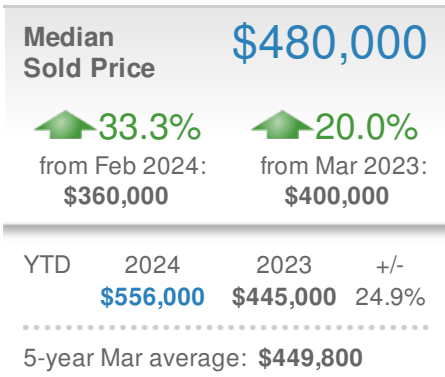 Median
Sold Price
$480,000
33.3%
from Feb 2024:
$360,000
20.0%
from Mar 2023:
$400,000
YTD 2024 2023 +/-
$556,000 $445,000 24.9%
5-year Mar average: $449,800